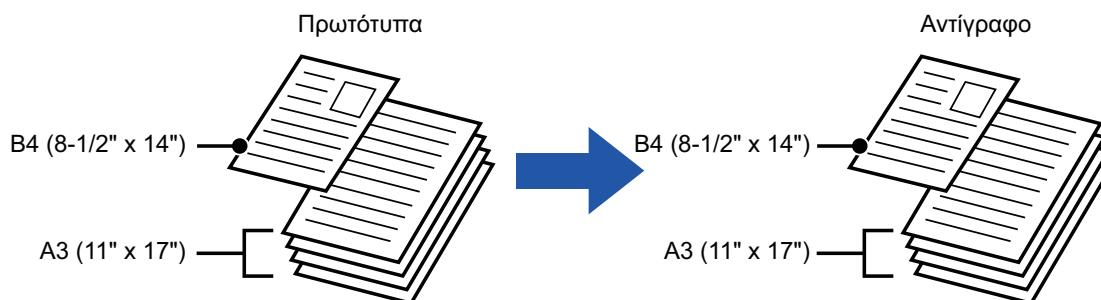 Πρωτότυπα
Αντίγραφο
B4 (8-1/2" x 14")
B4 (8-1/2" x 14")
A3 (11" x 17")
A3 (11" x 17")